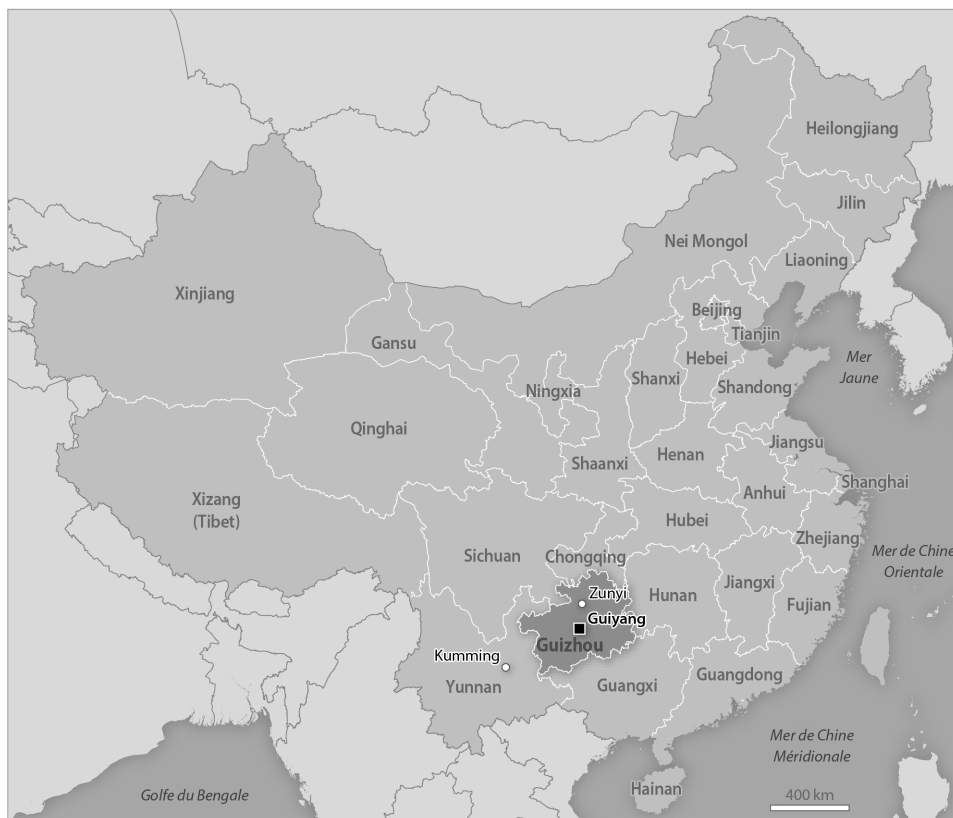 Heilongjiang
Jilin
Nei Mongol
Liaoning
Xinjiang
Beijing
Tianjin
Gansu
Hebei
Mer
Jaune
Shanxi
Ningxia
Shandong
Qinghai
Jiangsu
Henan
Shaanxi
Shanghai
Anhui
Xizang
(Tibet)
Hubei
Zhejiang
Mer de Chine
Orientale
Sichuan
Chongqing
Jiangxi
Hunan
Zunyi
Fujian
Guiyang
Guizhou
Kumming
Guangdong
Yunnan
Guangxi
Mer de Chine
Méridionale
Hainan
Golfe du Bengale
400 km